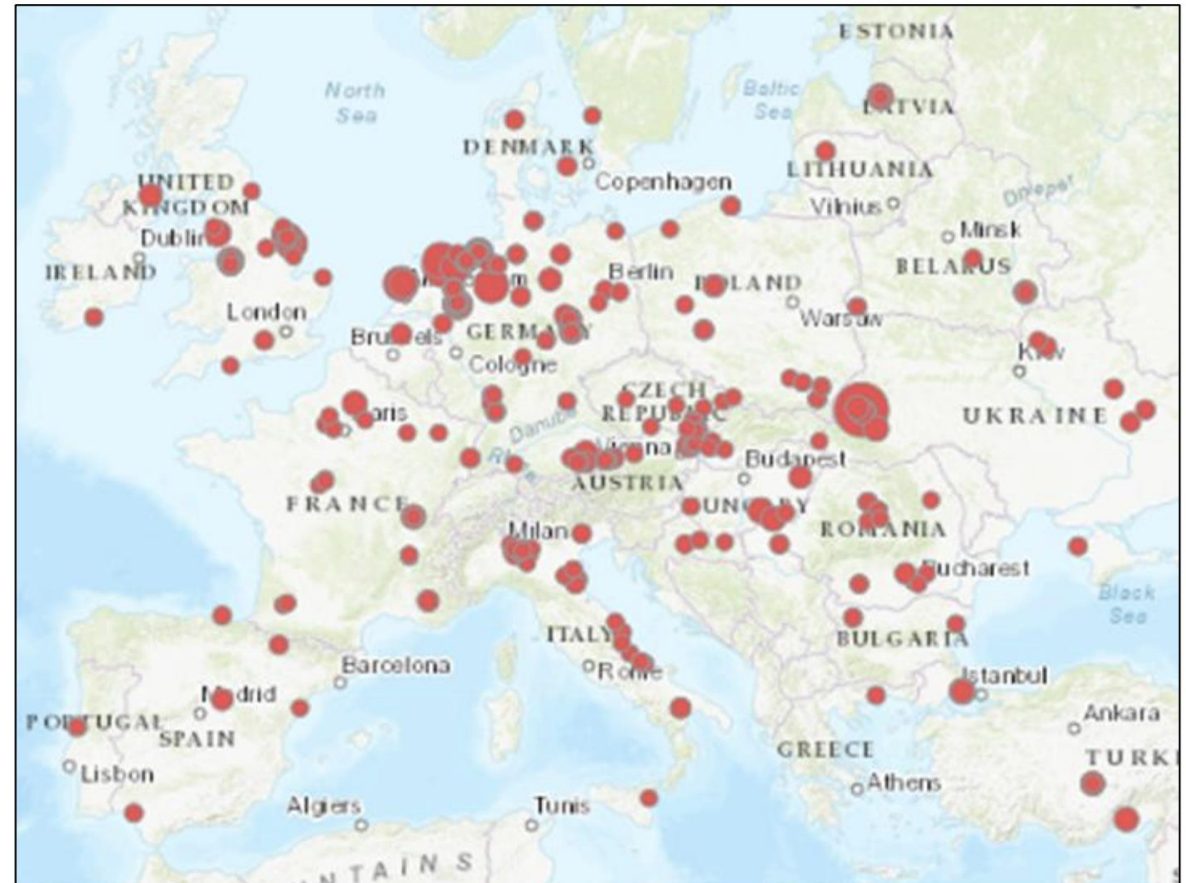 ESTONIA
North
Sea
Baltic
Sea
LATVIA
DENMARK
LITHUANIA
UNITED
KINGDOM
Copenhagen
Vilnius
Dnieper
Dublin
Minsk
IRELAND
BELARUS
Berlin
POLAND
London
Warsaw
Brussels
GERMANY
Kyiv
Cologne
CZECH
REPUBLIC
Paris
UKRAINE
Danube
Vienna
Budapest
AUSTRIA
FRANCE
HUNGARY
Milan
ROMANIA
Bucharest
Black
Sea
ITALY
BULGARIA
Barcelona
Rome
Istanbul
Madrid
PORTUGAL
SPAIN
Ankara
GREECE
TURK
Lisbon
Athens
Algiers
Tunis
NTAINS